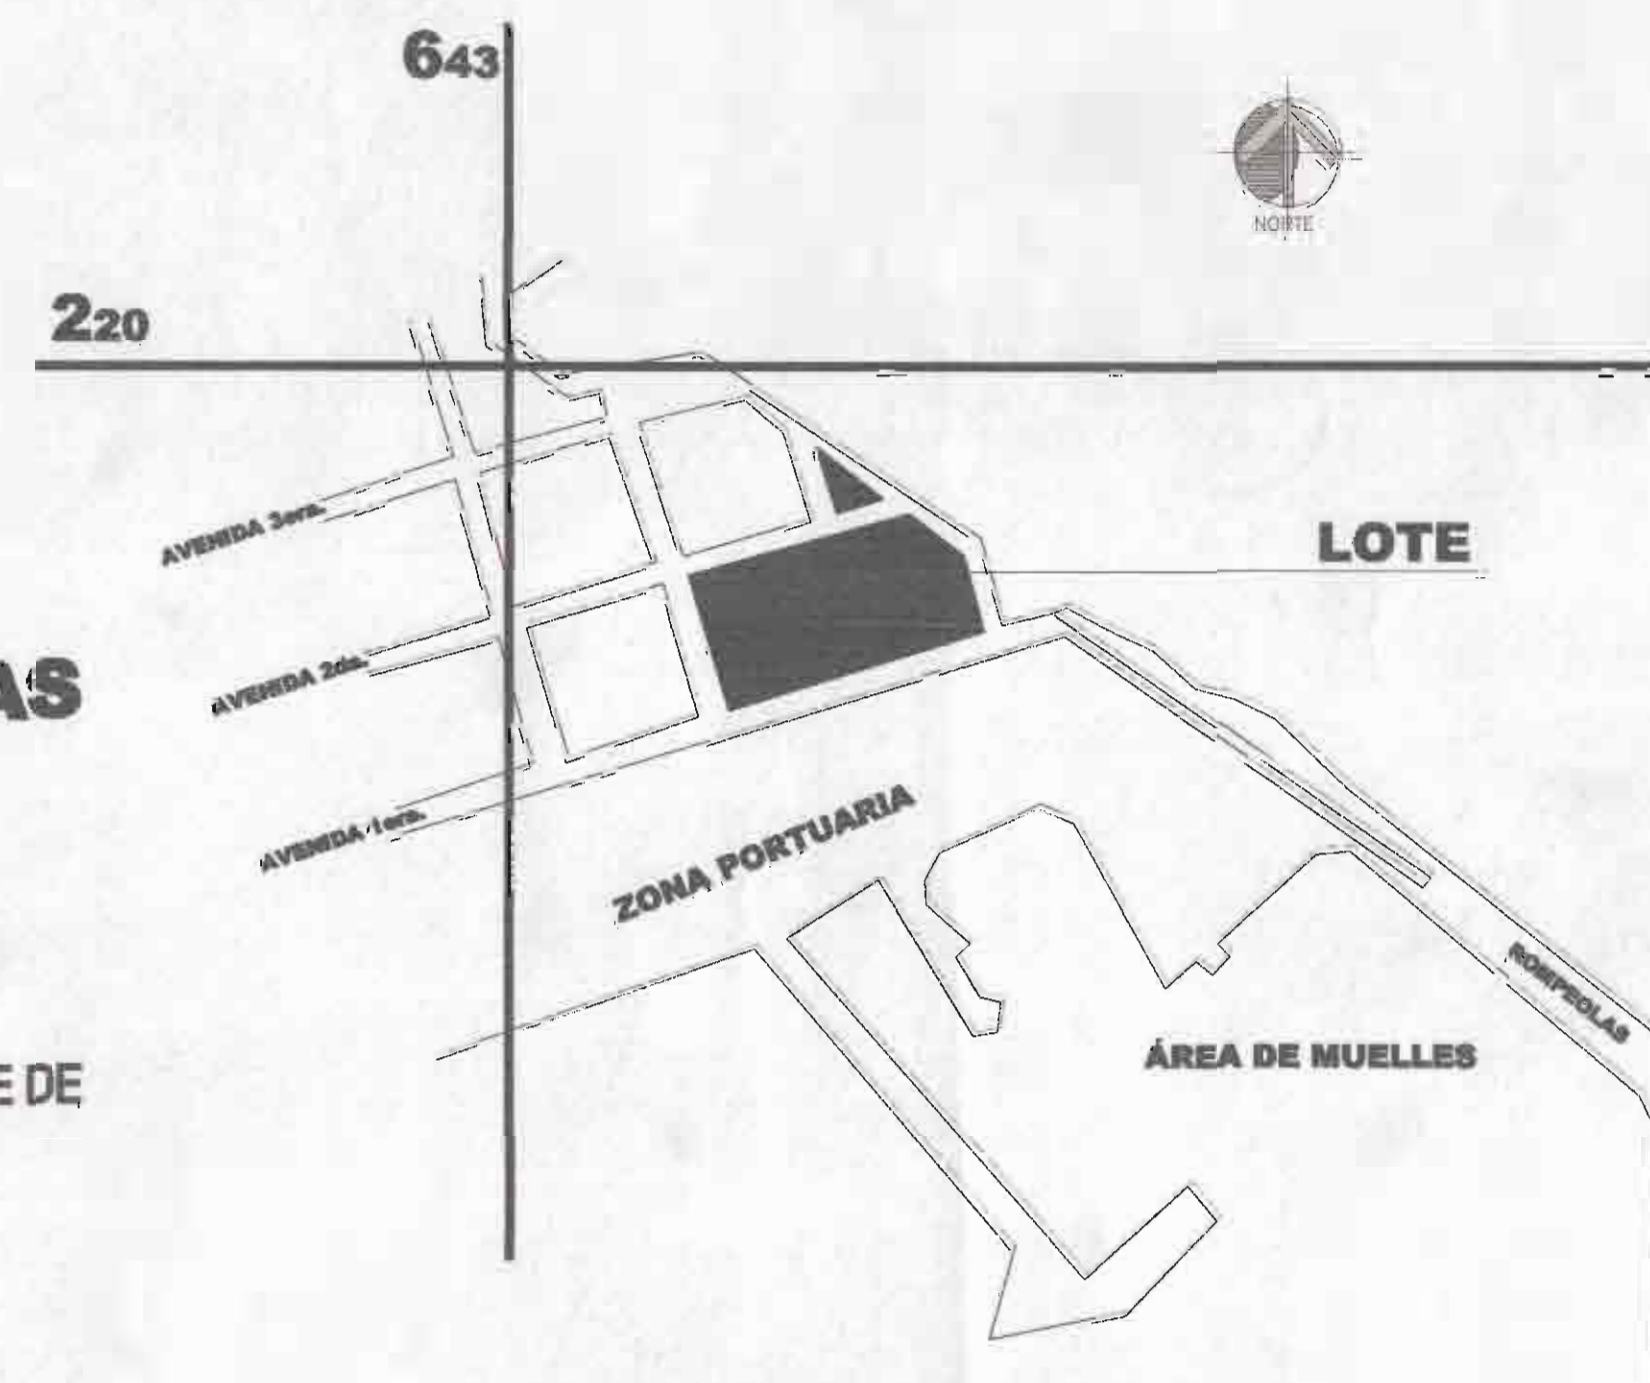 643
NORTE
220
LOTE
AVENIDA 3era.
AS
AVENIDA 2da.
AVENIDA 1era.
ZONA PORTUARIA
ROMPEOLAS
ÁREA DE MUELLES
E DE